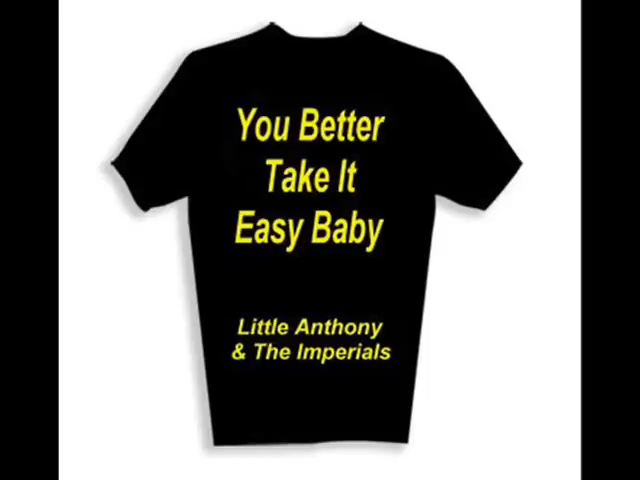 You Better
Take It
Easy Baby
Little Anthony
& The Imperials